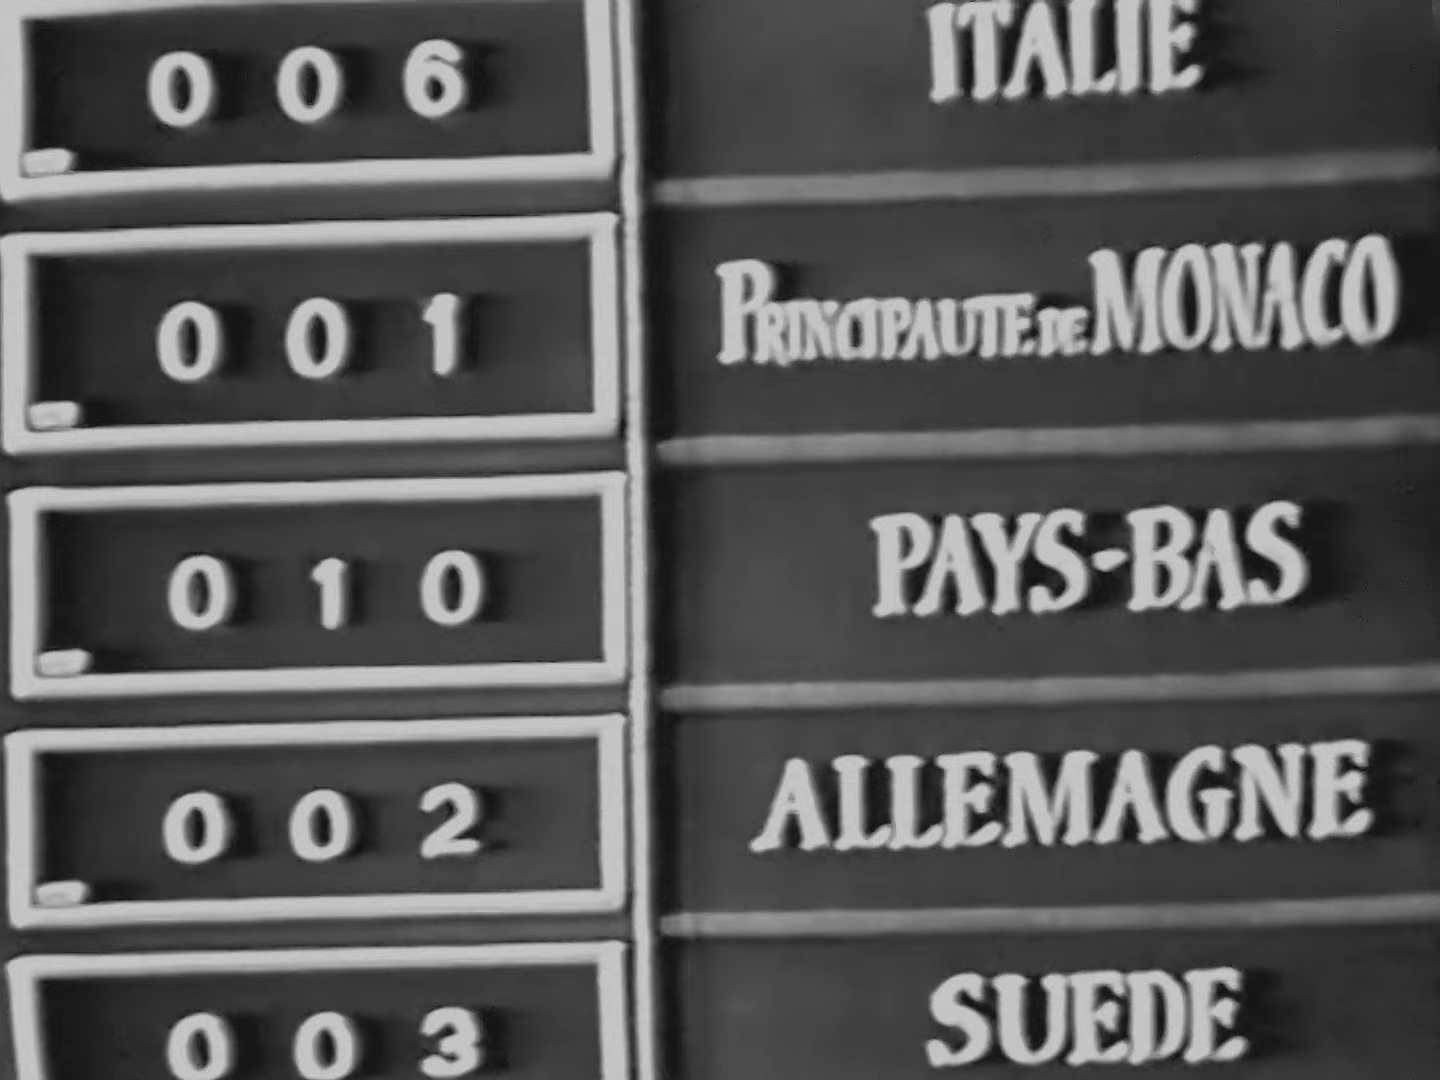 006 ITALIE
001 PRINCIPAUTE DE MONACO
010 PAYS-BAS
002 ALLEMAGNE
003 SUEDE